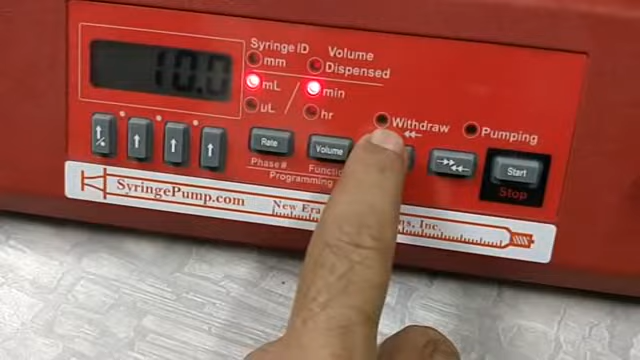 Syringe ID
Volume
Dispensed
mm
mL
min
uL
/
hr
10.0
Withdraw
Pumping
Rate
Volume
Start
Stop
Phase #
Programming
SyringePump.com
New Era
Inc.